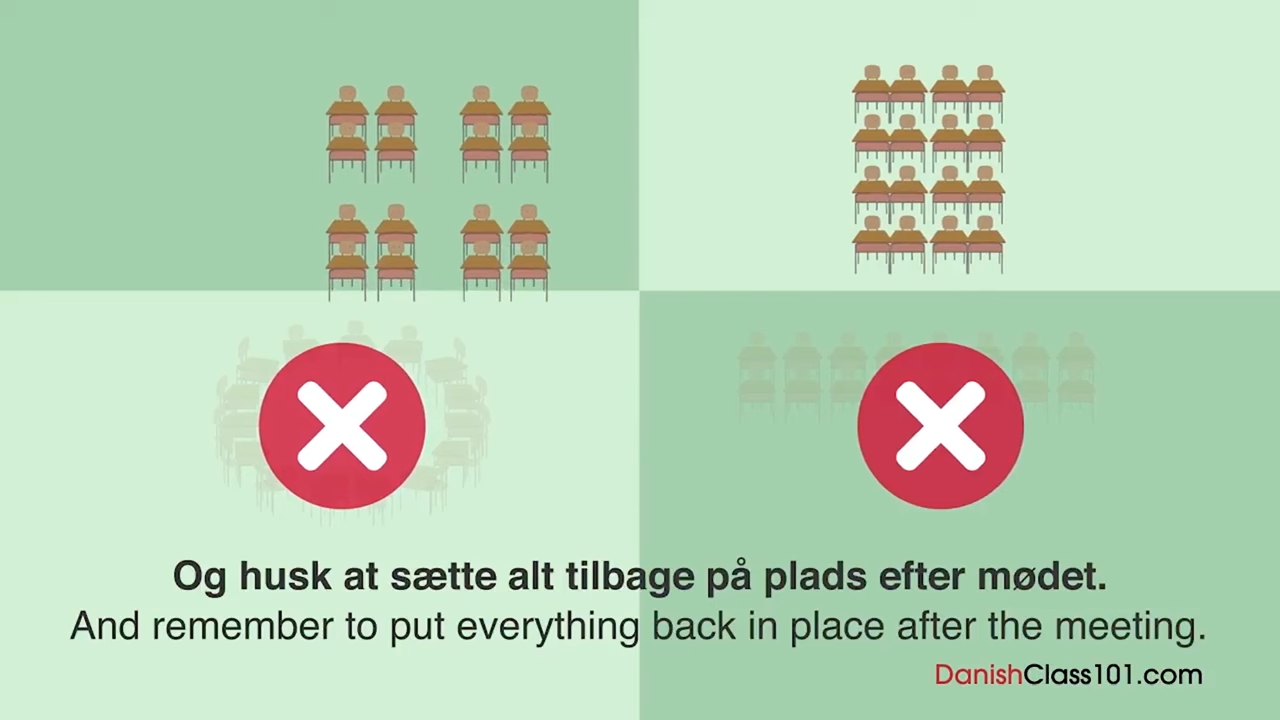 Og husk at sætte alt tilbage på plads efter mødet.
And remember to put everything back in place after the meeting.
DanishClass101.com